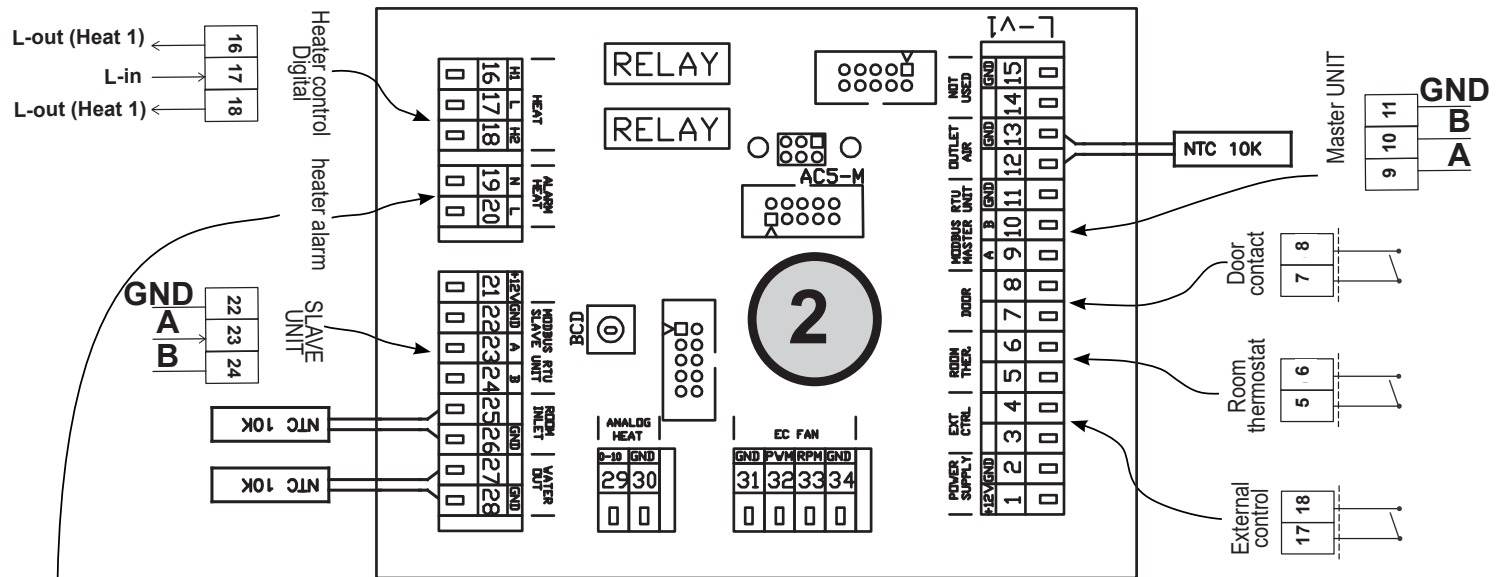 L-out (Heat 1)
L-in
L-out (Heat 1)
16
17
18
Heater control
Digital
heater alarm
GND
A
B
22
23
24
SLAVE
UNIT
NTC 10K
NTC 10K
16 H1
17 L
18 H2
HEAT
19 N
20 L
ALARM
HEAT
21 +12V
22 GND
23 A
24 B
MODBUS RTU
SLAVE UNIT
25
26 GND
ROOM
INLET
27
28 GND
WATER
OUT
RELAY
RELAY
AC5-M
BCD
0
2
ANALOG
HEAT
0-10 GND
29 30
EC FAN
GND PWM RPM GND
31 32 33 34
L-V1
GND 15
14
NOT
USED
GND 13
12
OUTLET
AIR
GND 11
B 10
A 9
MODBUS RTU
MASTER UNIT
8
7
DOOR
6
5
ROOM
THER.
4
3
EXT
CTRL
GND 2
+12V 1
POWER
SUPPLY
NTC 10K
Master UNIT
11
10
9
GND
B
A
Door
contact
8
7
Room
thermostat
6
5
External
control
18
17